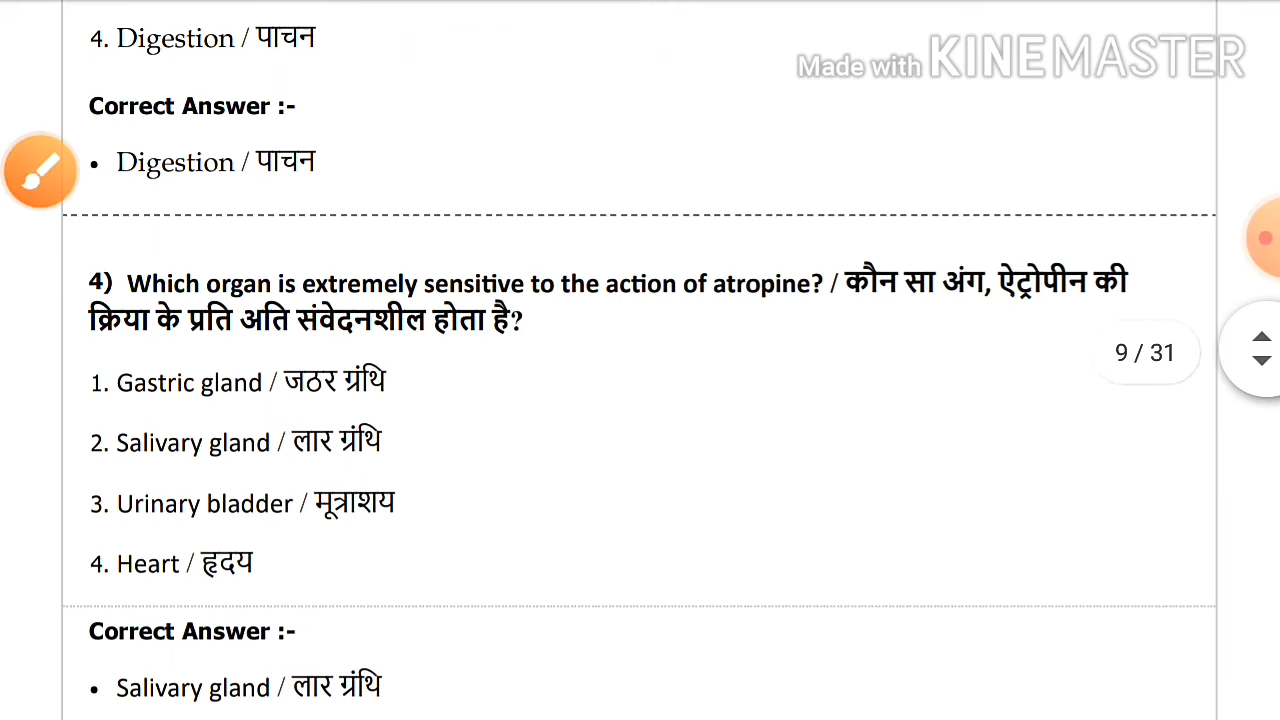 4. Digestion / पाचन
Made with KINEMASTER
Correct Answer :-
• Digestion / पाचन
4) Which organ is extremely sensitive to the action of atropine? / कौन सा अंग, ऐट्रोपीन की
क्रिया के प्रति अति संवेदनशील होता है?
9 / 31
1. Gastric gland / जठर ग्रंथि
2. Salivary gland / लार ग्रंथि
3. Urinary bladder / मूत्राशय
4. Heart / हृदय
Correct Answer :-
• Salivary gland / लार ग्रंथि